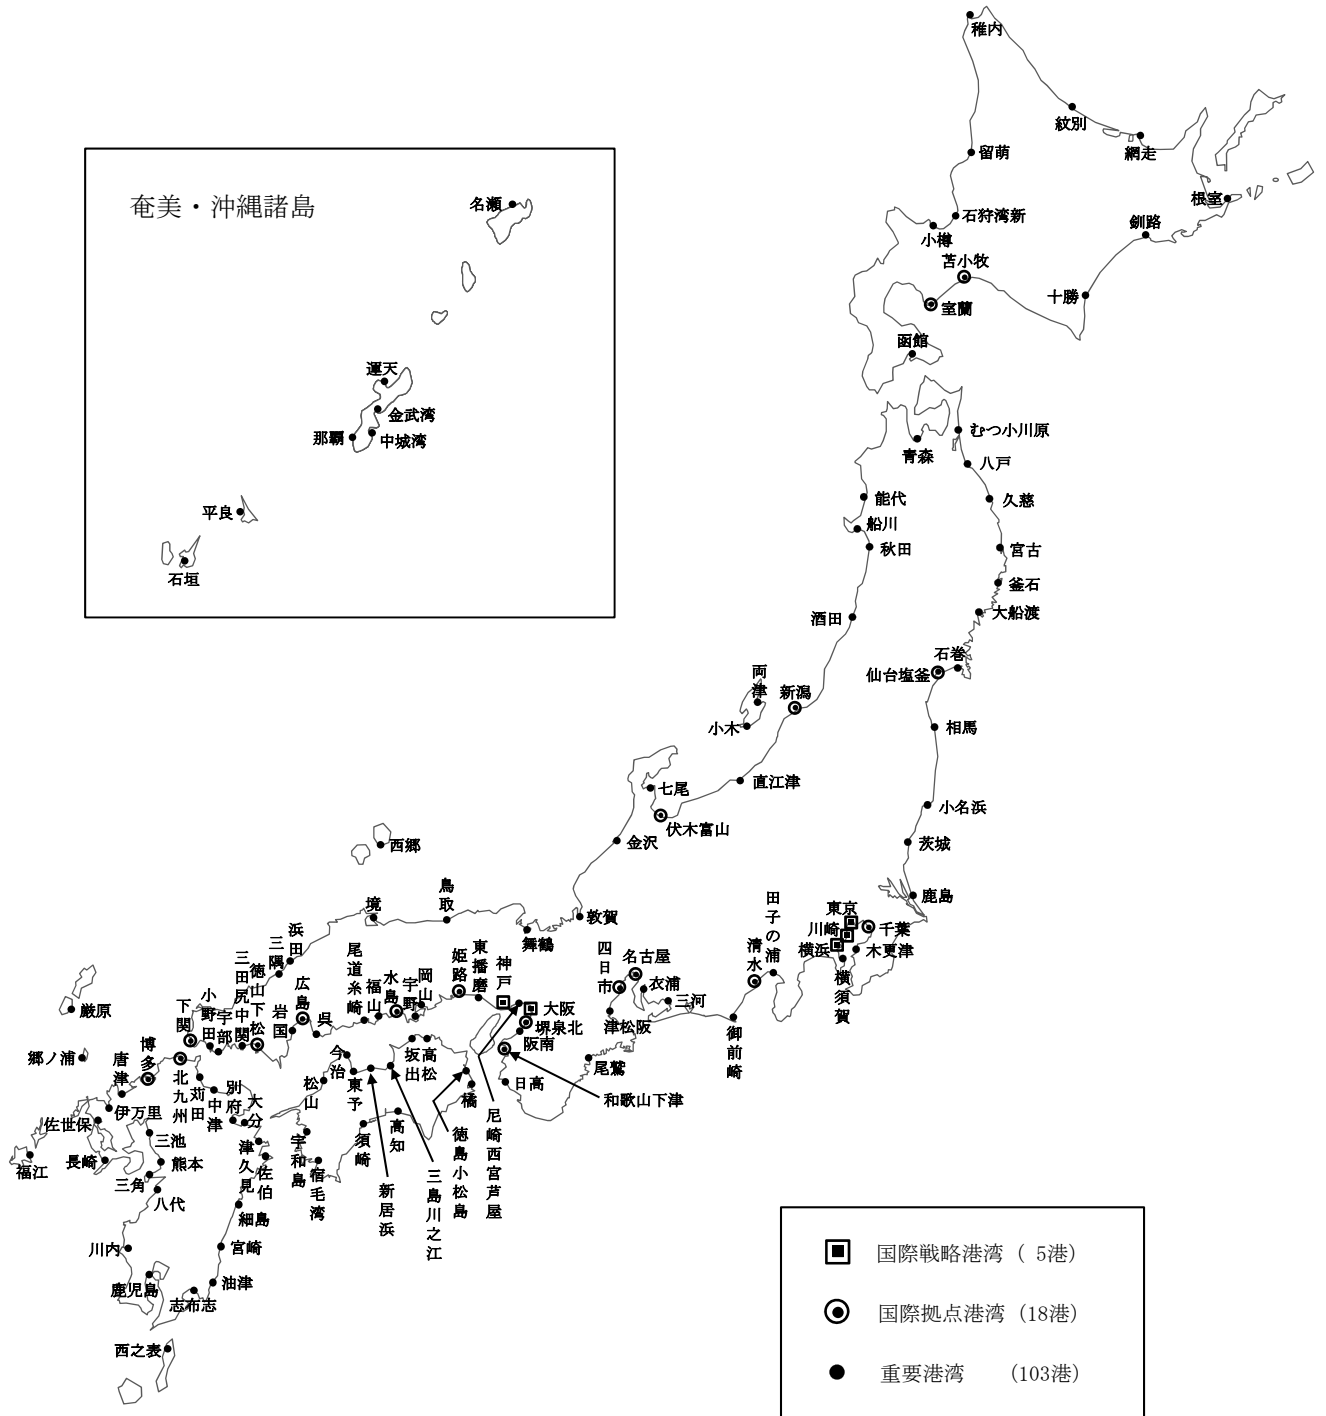 稚内
紋別
網走
留萌
根室
石狩湾新
小樽
釧路
苫小牧
十勝
室蘭
函館
奄美・沖縄諸島
名瀬
運天
金武湾
那覇
中城湾
平良
石垣
むつ小川原
青森
八戸
能代
久慈
船川
秋田
宮古
釜石
大船渡
酒田
石巻
仙台塩釜
両津
新潟
小木
相馬
直江津
七尾
伏木富山
小名浜
金沢
茨城
西郷
鹿島
鳥取
境
敦賀
舞鶴
田子の浦
東京
川崎
千葉
横浜
木更津
横須賀
清水
御前崎
名古屋
四日市
衣浦
三河
津松阪
尾鷲
浜田
三隅
三田尻中関
徳山下松
広島
岩国
呉
尾道糸崎
福山
水島
宇野
岡山
姫路
東播磨
神戸
大阪
堺泉北
阪南
日高
和歌山下津
尼崎西宮芦屋
下関
小野田
宇部
厳原
郷ノ浦
博多
唐津
北九州
苅田
中津
別府
大分
津久見
佐伯
伊万里
佐世保
長崎
福江
三池
熊本
三角
八代
川内
鹿児島
志布志
油津
宮崎
細島
西之表
今治
松山
東予
宇和島
宿毛湾
須崎
高知
坂出
高松
橘
新居浜
三島川之江
徳島小松島
国際戦略港湾 ( 5港)
国際拠点港湾 (18港)
重要港湾 (103港)